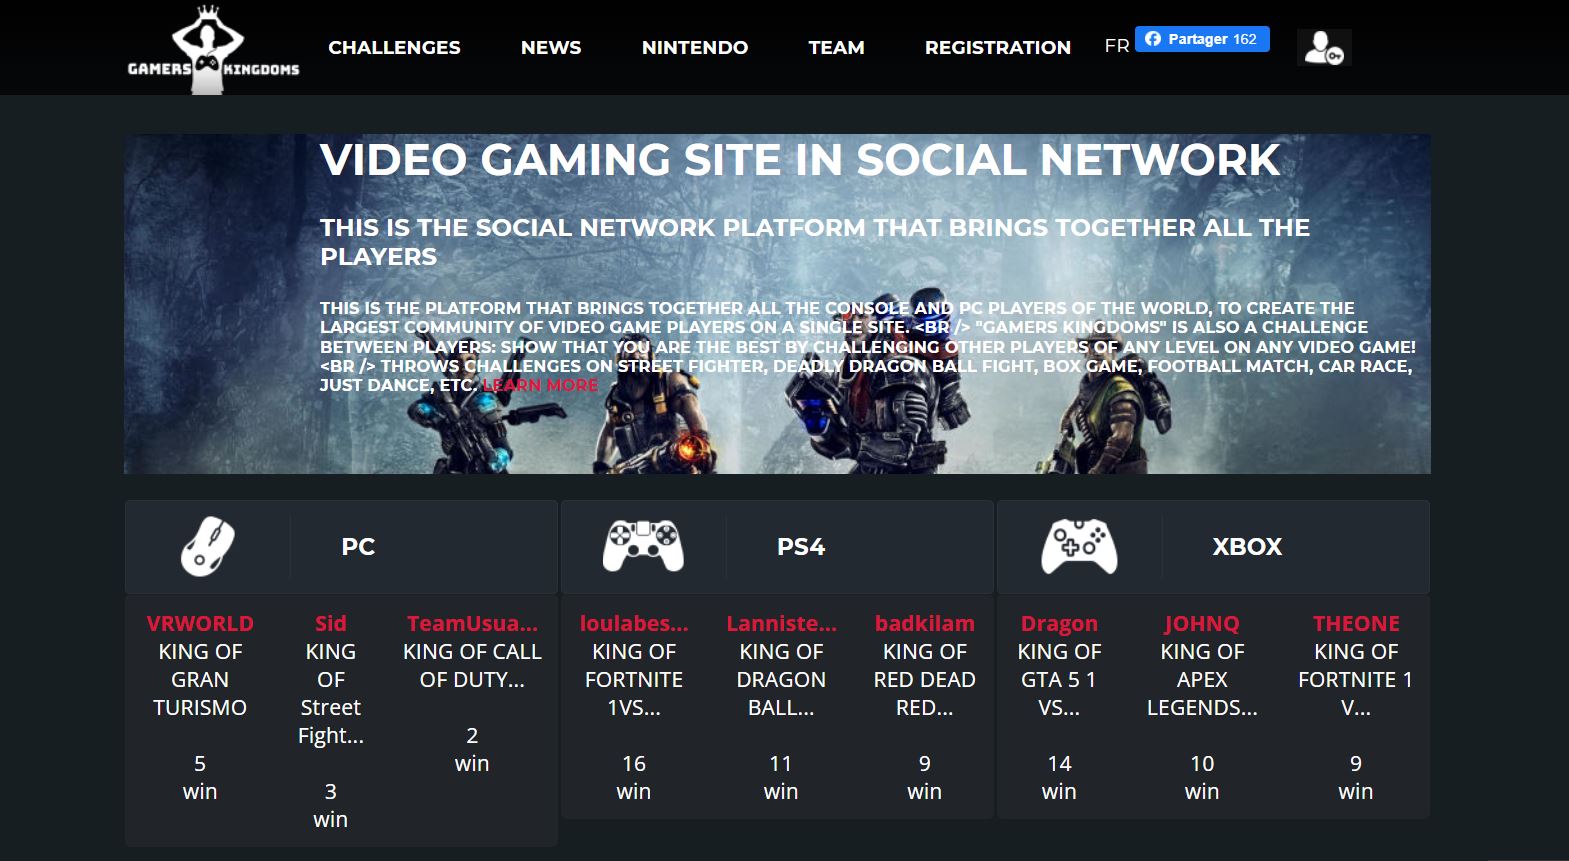 GAMERS KINGDOMS
CHALLENGES
NEWS
NINTENDO
TEAM
REGISTRATION
FR
Partager 162
VIDEO GAMING SITE IN SOCIAL NETWORK
THIS IS THE SOCIAL NETWORK PLATFORM THAT BRINGS TOGETHER ALL THE
PLAYERS
THIS IS THE PLATFORM THAT BRINGS TOGETHER ALL THE CONSOLE AND PC PLAYERS OF THE WORLD, TO CREATE THE
LARGEST COMMUNITY OF VIDEO GAME PLAYERS ON A SINGLE SITE. <BR /> "GAMERS KINGDOMS" IS ALSO A CHALLENGE
BETWEEN PLAYERS: SHOW THAT YOU ARE THE BEST BY CHALLENGING OTHER PLAYERS OF ANY LEVEL ON ANY VIDEO GAME!
<BR /> THROWS CHALLENGES ON STREET FIGHTER, DEADLY DRAGON BALL FIGHT, BOX GAME, FOOTBALL MATCH, CAR RACE,
JUST DANCE, ETC. LEARN MORE
PC
VRWORLD
KING OF
GRAN
TURISMO
5
win
Sid
KING
OF
Street
Fight...
3
win
TeamUsua...
KING OF CALL
OF DUTY...
2
win
PS4
loulabes...
KING OF
FORTNITE
1VS...
16
win
Lanniste...
KING OF
DRAGON
BALL...
11
win
badkilam
KING OF
RED DEAD
RED...
9
win
XBOX
Dragon
KING OF
GTA 5 1
VS...
14
win
JOHNQ
KING OF
APEX
LEGENDS...
10
win
THEONE
KING OF
FORTNITE 1
V...
9
win